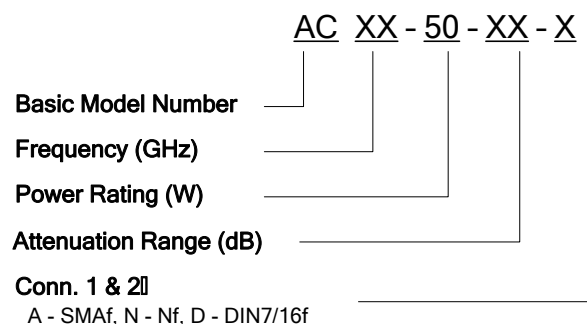 AC XX - 50 - XX - X
Basic Model Number
Frequency (GHz)
Power Rating (W)
Attenuation Range (dB)
Conn. 1 & 2▯
A - SMAf, N - Nf, D - DIN7/16f